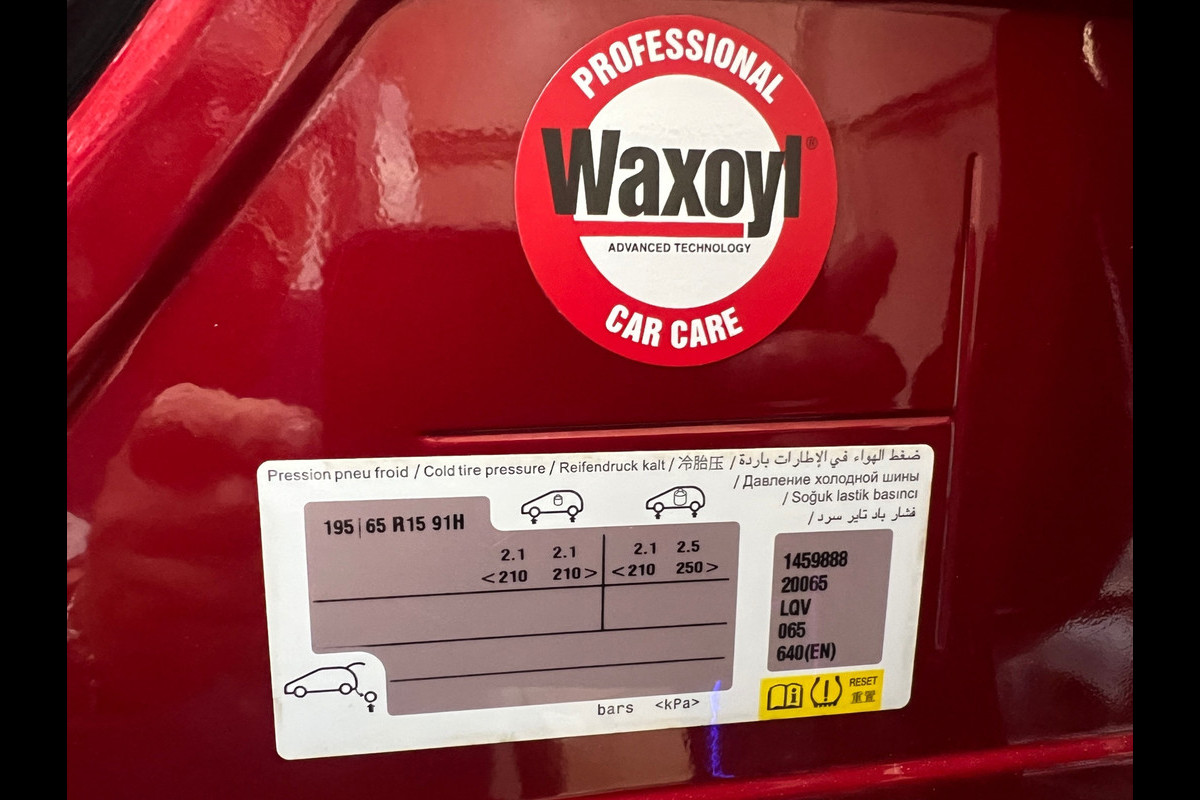 PROFESSIONAL
Waxoyl®
ADVANCED TECHNOLOGY
CAR CARE
Pression pneu froid / Cold tire pressure / Reifendruck kalt / 冷胎压 / ضغط الهواء في الإطارات باردة
/ Давление холодной шины
/ Soğuk lastik basıncı
/ فشار باد تایر سرد
195 | 65 R15 91H
2.1 2.1 2.1 2.5
<210 210> <210 250>
bars <kPa>
1459888
20065
LQV
065
640(EN)
RESET
重置